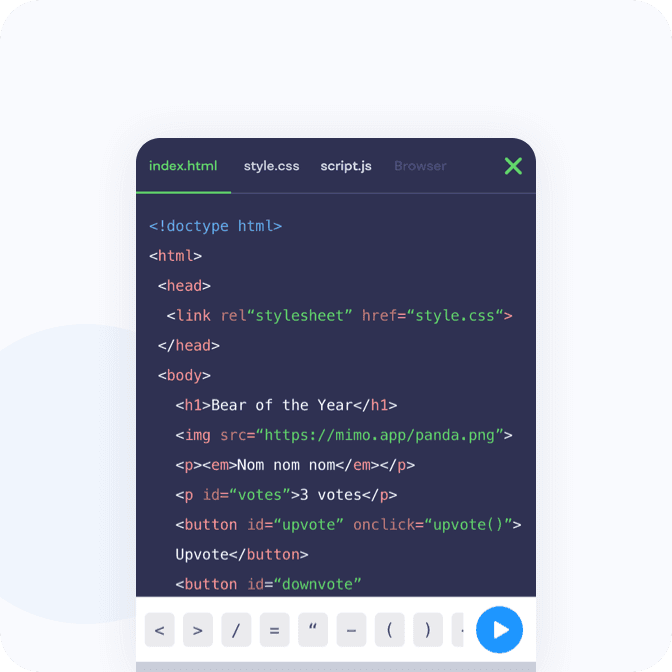 index.html style.css script.js Browser
<!doctype html>
<html>
<head>
<link rel“stylesheet” href=“style.css“>
</head>
<body>
<h1>Bear of the Year</h1>
<img src=“https://mimo.app/panda.png”>
<p><em>Nom nom nom</em></p>
<p id=“votes”>3 votes</p>
<button id=“upvote” onclick=“upvote()”>
Upvote</button>
<button id=“downvote”
< > / = “ - ( )